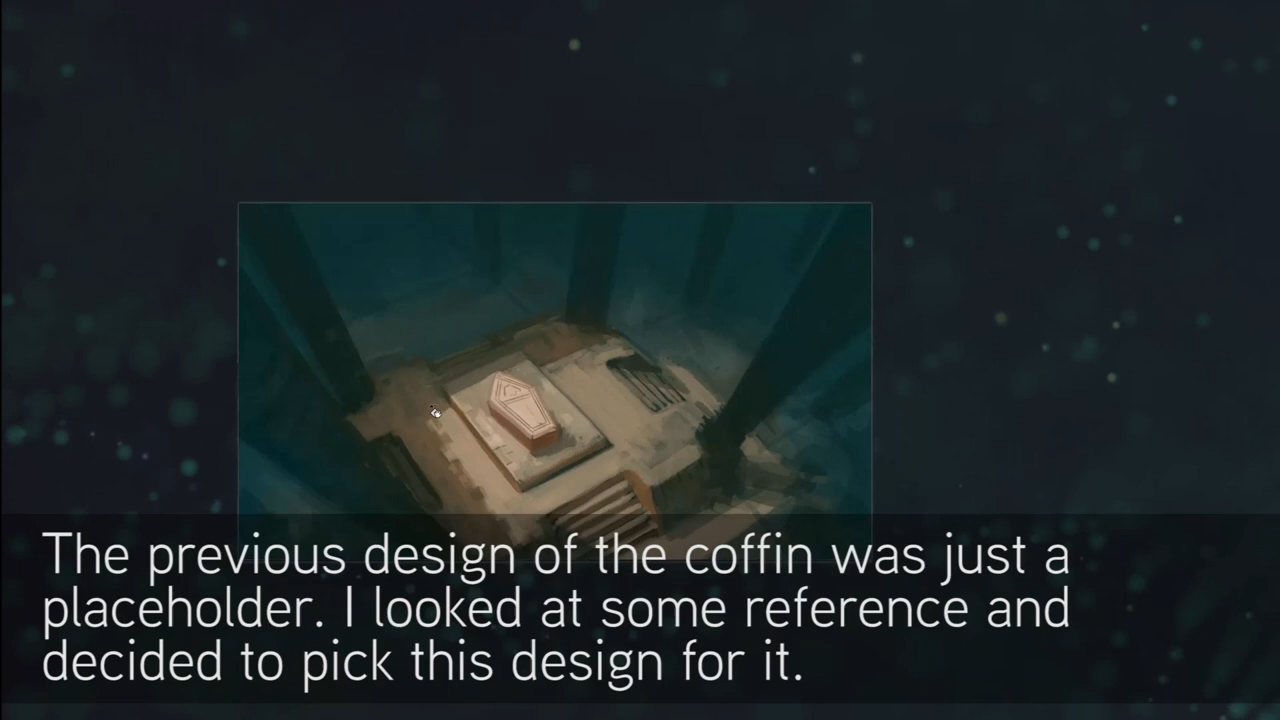 The previous design of the coffin was just a
placeholder. I looked at some reference and
decided to pick this design for it.